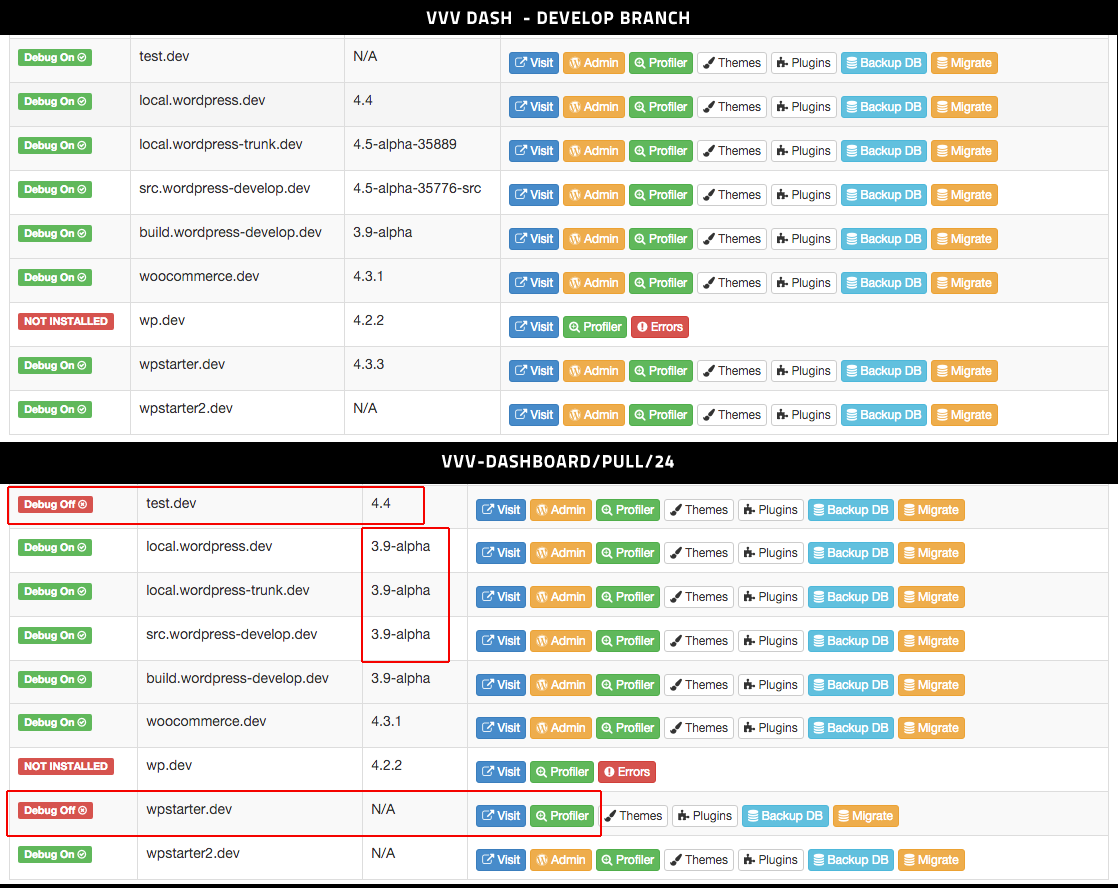 VVV DASH - DEVELOP BRANCH
Debug On test.dev N/A Visit Admin Profiler Themes Plugins Backup DB Migrate
Debug On local.wordpress.dev 4.4 Visit Admin Profiler Themes Plugins Backup DB Migrate
Debug On local.wordpress-trunk.dev 4.5-alpha-35889 Visit Admin Profiler Themes Plugins Backup DB Migrate
Debug On src.wordpress-develop.dev 4.5-alpha-35776-src Visit Admin Profiler Themes Plugins Backup DB Migrate
Debug On build.wordpress-develop.dev 3.9-alpha Visit Admin Profiler Themes Plugins Backup DB Migrate
Debug On woocommerce.dev 4.3.1 Visit Admin Profiler Themes Plugins Backup DB Migrate
NOT INSTALLED wp.dev 4.2.2 Visit Profiler Errors
Debug On wpstarter.dev 4.3.3 Visit Admin Profiler Themes Plugins Backup DB Migrate
Debug On wpstarter2.dev N/A Visit Admin Profiler Themes Plugins Backup DB Migrate
VVV-DASHBOARD/PULL/24
Debug Off test.dev 4.4 Visit Admin Profiler Themes Plugins Backup DB Migrate
Debug On local.wordpress.dev 3.9-alpha Visit Admin Profiler Themes Plugins Backup DB Migrate
Debug On local.wordpress-trunk.dev 3.9-alpha Visit Admin Profiler Themes Plugins Backup DB Migrate
Debug On src.wordpress-develop.dev 3.9-alpha Visit Admin Profiler Themes Plugins Backup DB Migrate
Debug On build.wordpress-develop.dev 3.9-alpha Visit Admin Profiler Themes Plugins Backup DB Migrate
Debug On woocommerce.dev 4.3.1 Visit Admin Profiler Themes Plugins Backup DB Migrate
NOT INSTALLED wp.dev 4.2.2 Visit Profiler Errors
Debug Off wpstarter.dev N/A Visit Profiler Themes Plugins Backup DB Migrate
Debug On wpstarter2.dev N/A Visit Admin Profiler Themes Plugins Backup DB Migrate